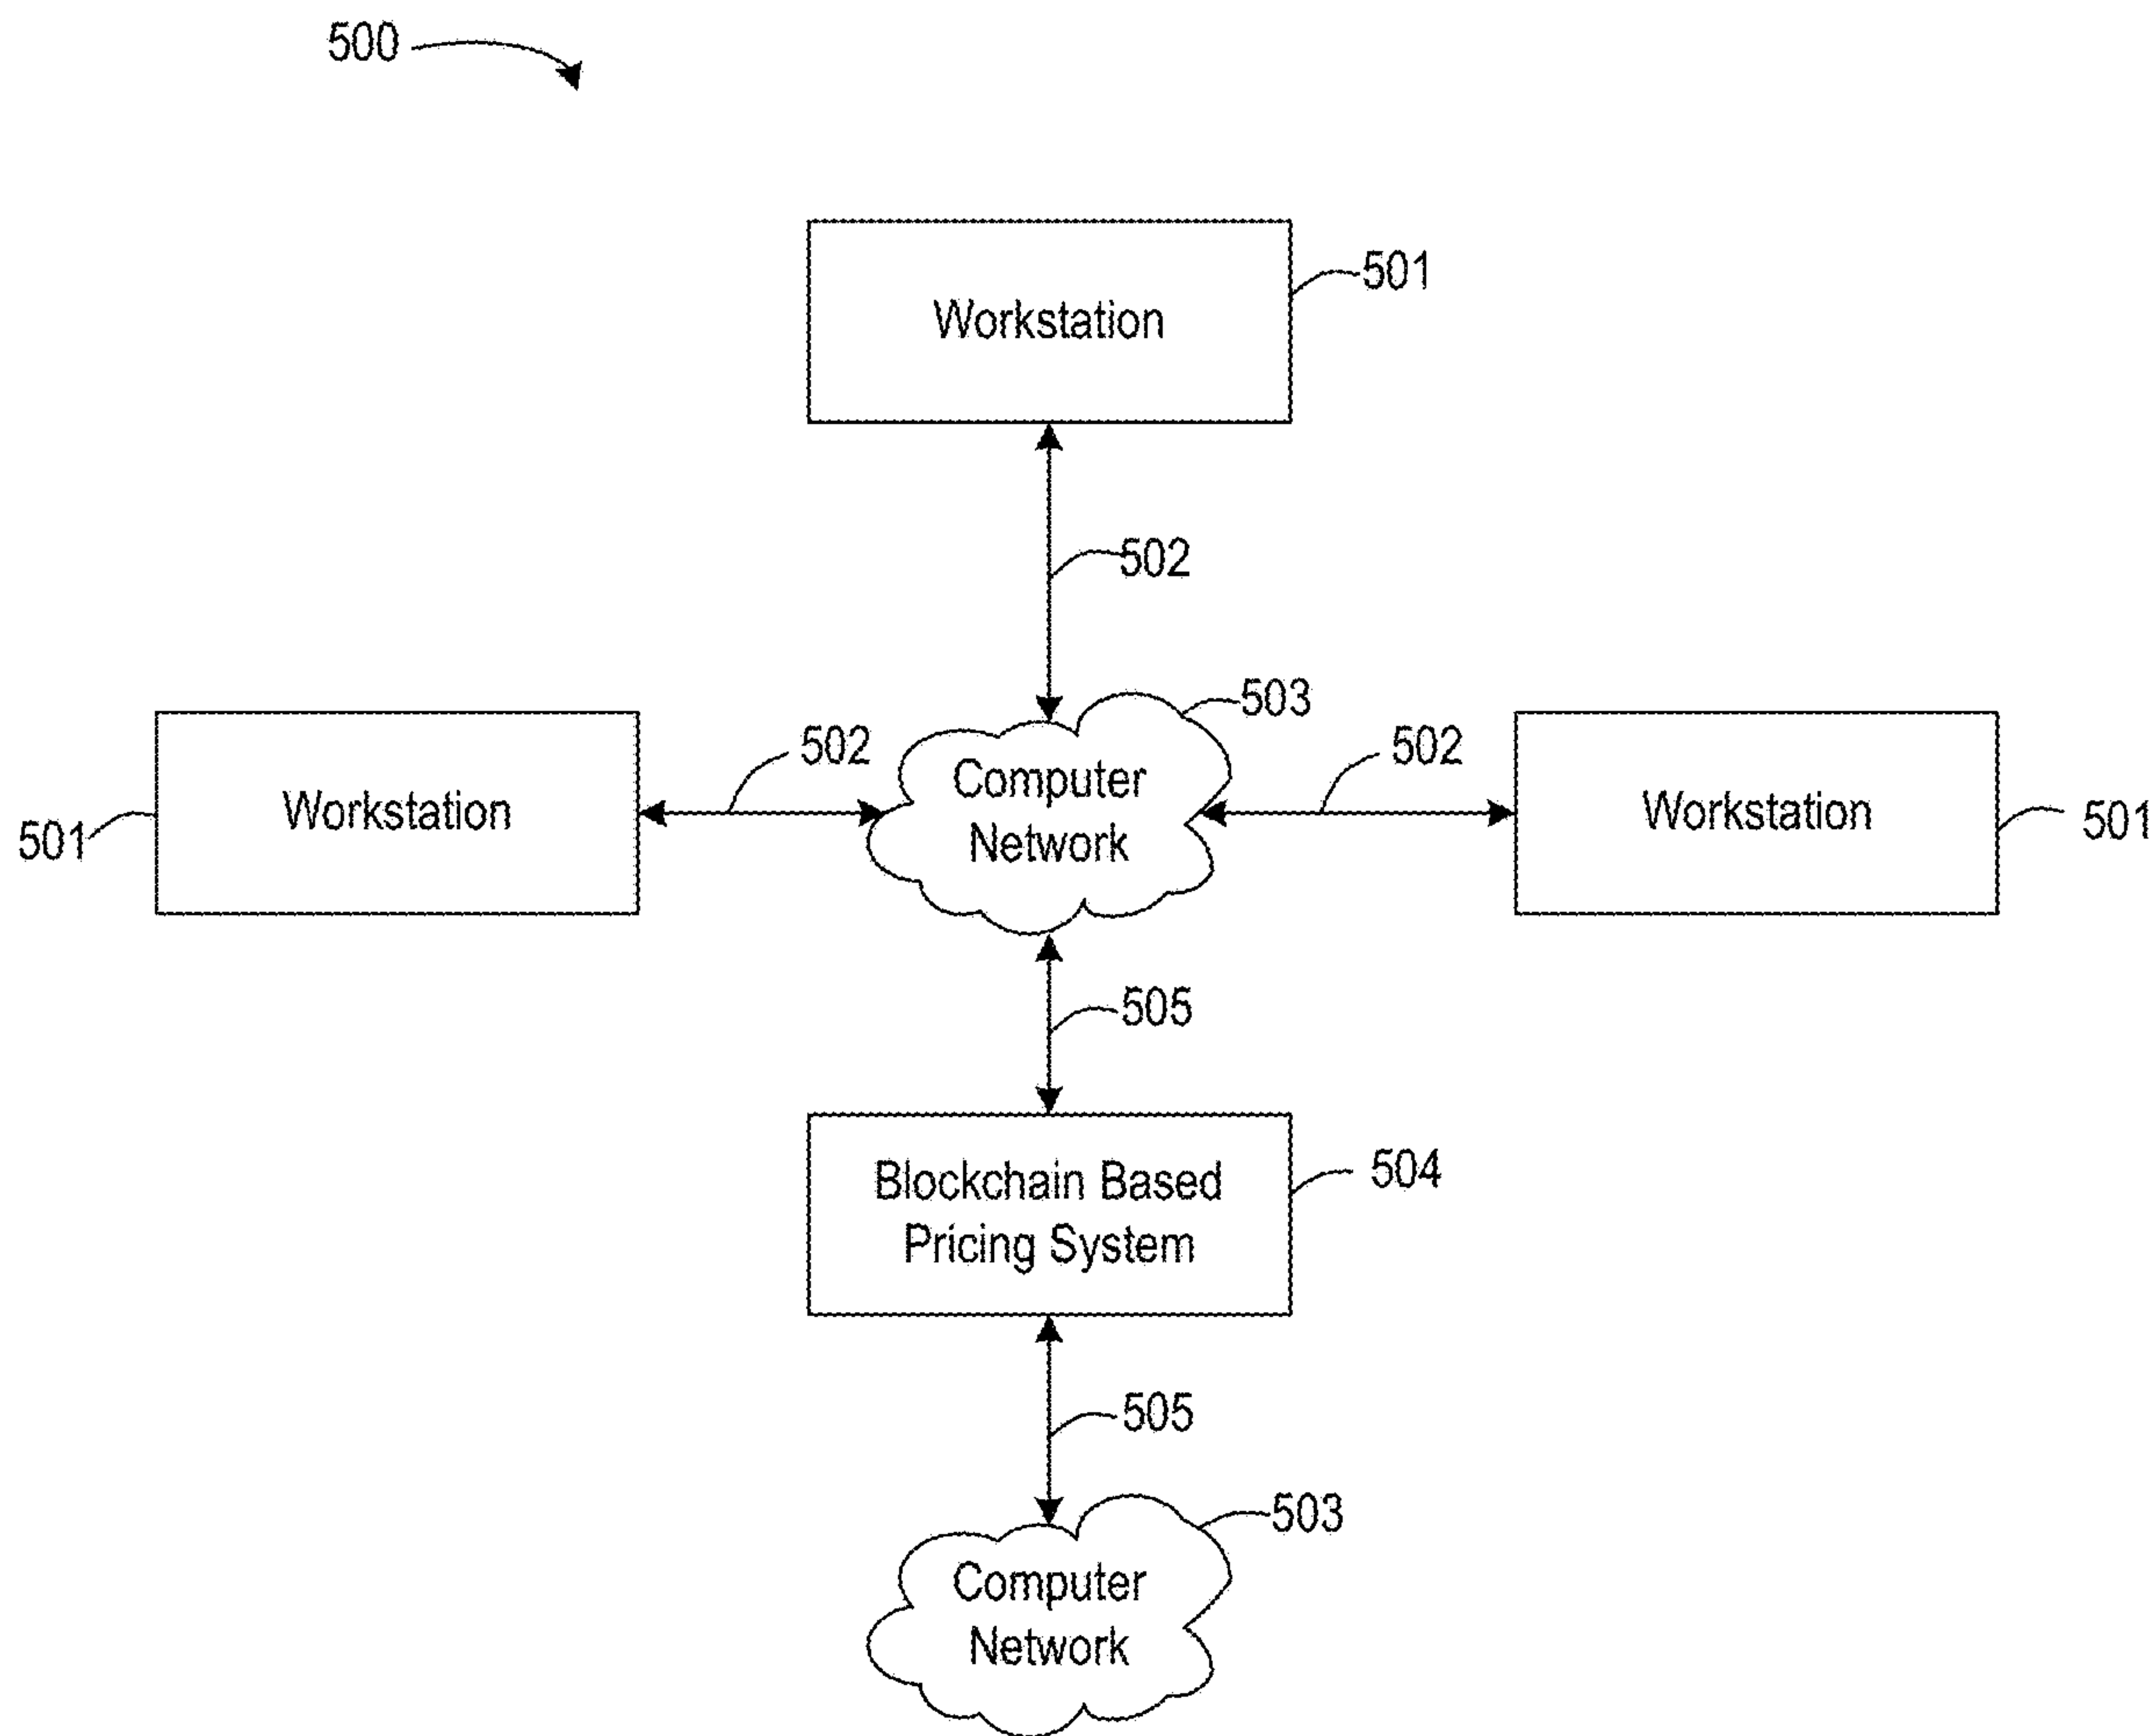 500
Workstation
501
502
503
Computer
Network
502
502
Workstation
501
Workstation
501
505
Blockchain Based
Pricing System
504
505
503
Computer
Network